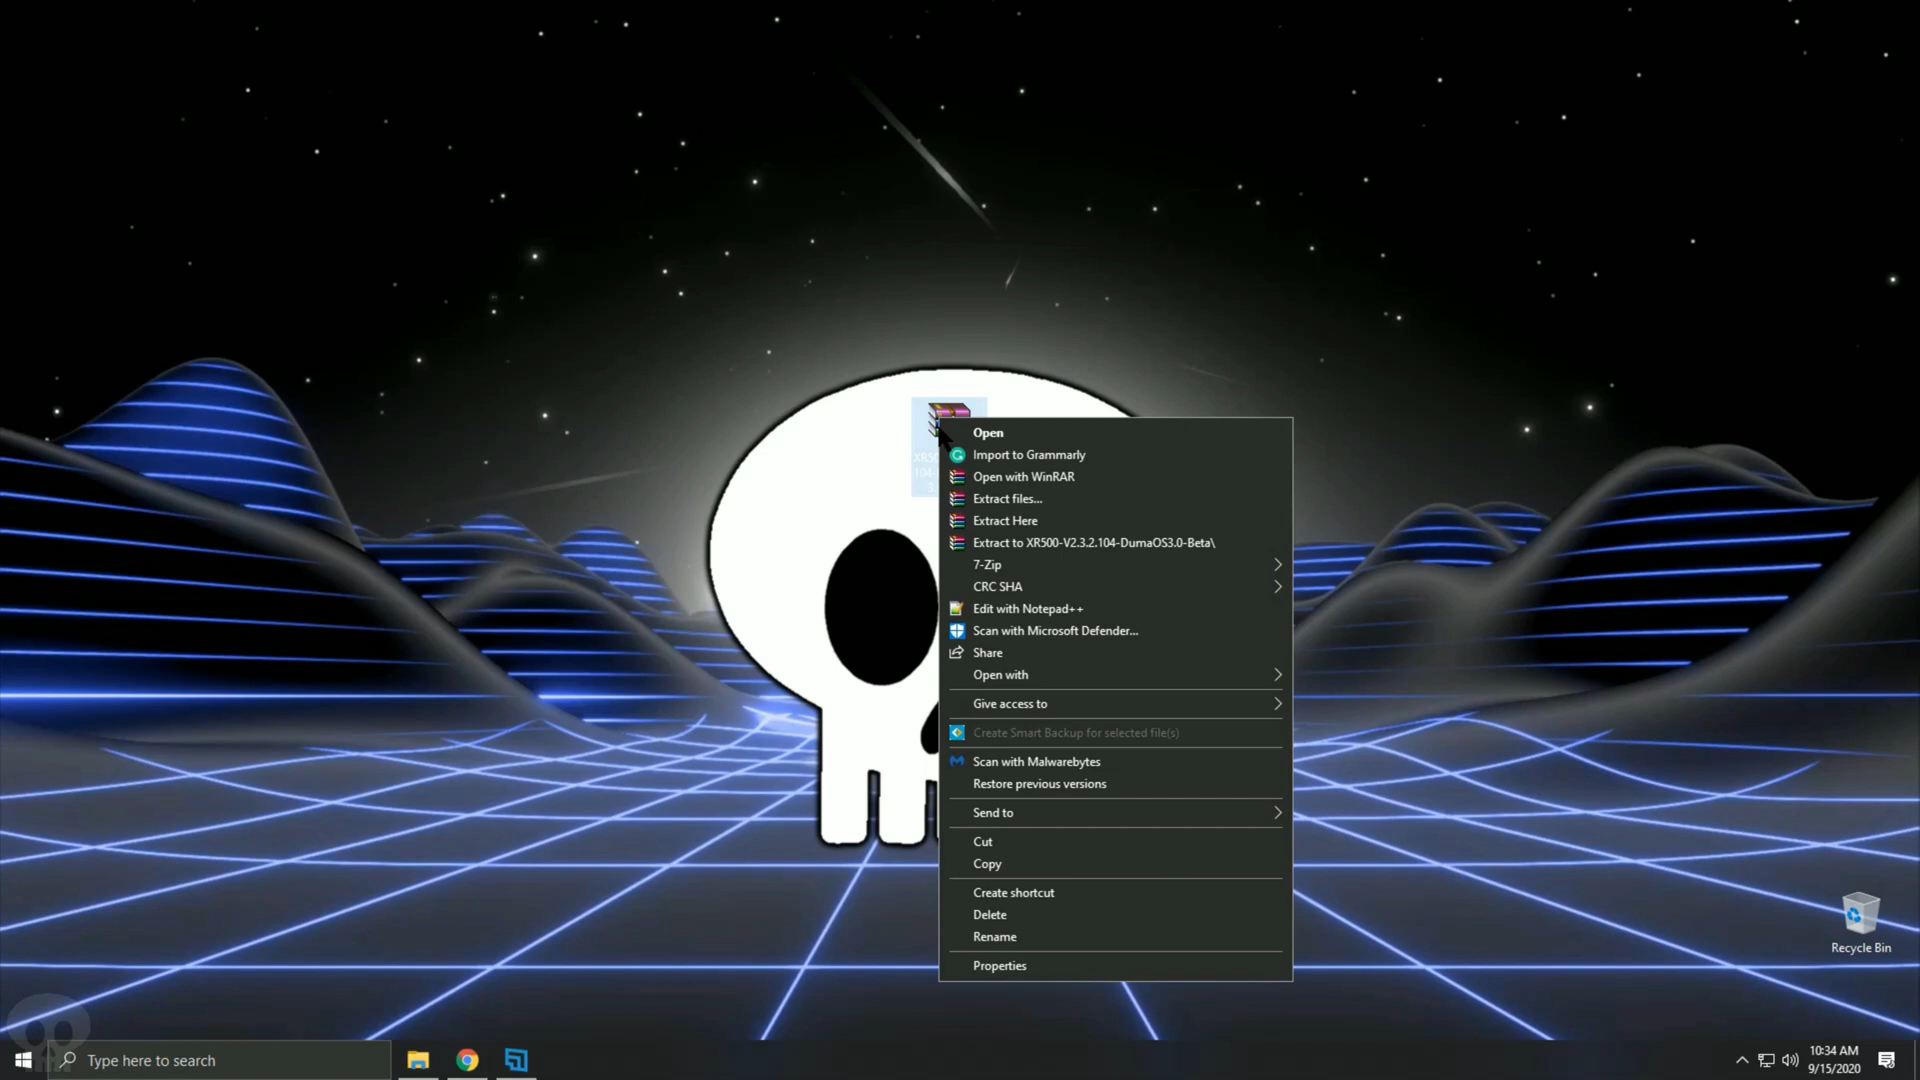 XR50
104-
3.
Open
Import to Grammarly
Open with WinRAR
Extract files...
Extract Here
Extract to XR500-V2.3.2.104-DumaOS3.0-Beta\
7-Zip
CRC SHA
Edit with Notepad++
Scan with Microsoft Defender...
Share
Open with
Give access to
Create Smart Backup for selected file(s)
Scan with Malwarebytes
Restore previous versions
Send to
Cut
Copy
Create shortcut
Delete
Rename
Properties
Recycle Bin
Type here to search
10:34 AM
9/15/2020